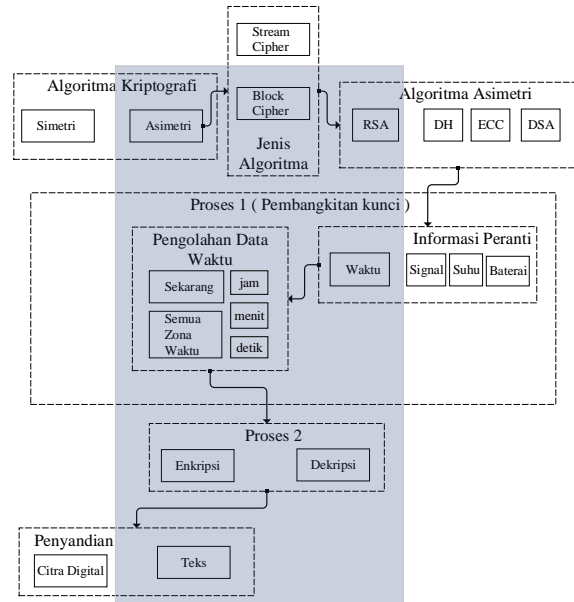 Stream
Cipher
Algoritma Kriptografi
Simetri
Asimetri
Block
Cipher
Jenis
Algoritma
Algoritma Asimetri
RSA
DH
ECC
DSA
Proses 1 ( Pembangkitan kunci )
Pengolahan Data
Waktu
Sekarang
Semua
Zona
Waktu
jam
menit
detik
Informasi Peranti
Waktu
Signal
Suhu
Baterai
Proses 2
Enkripsi
Dekripsi
Penyandian
Citra Digital
Teks